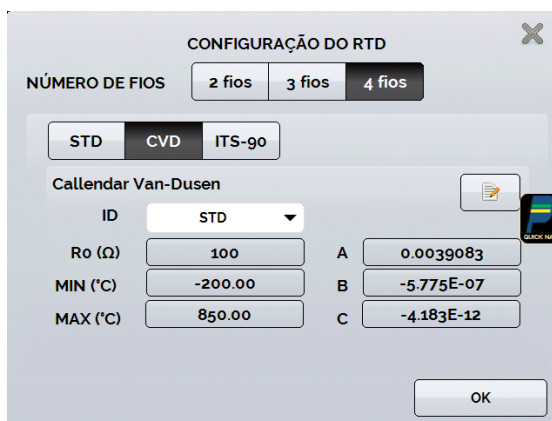 CONFIGURAÇÃO DO RTD
NÚMERO DE FIOS 2 fios 3 fios 4 fios
STD CVD ITS-90
Callendar Van-Dusen
ID STD
R0 (Ω) 100 A 0.0039083
MIN (°C) -200.00 B -5.775E-07
MAX (°C) 850.00 C -4.183E-12
QUICK NA
OK